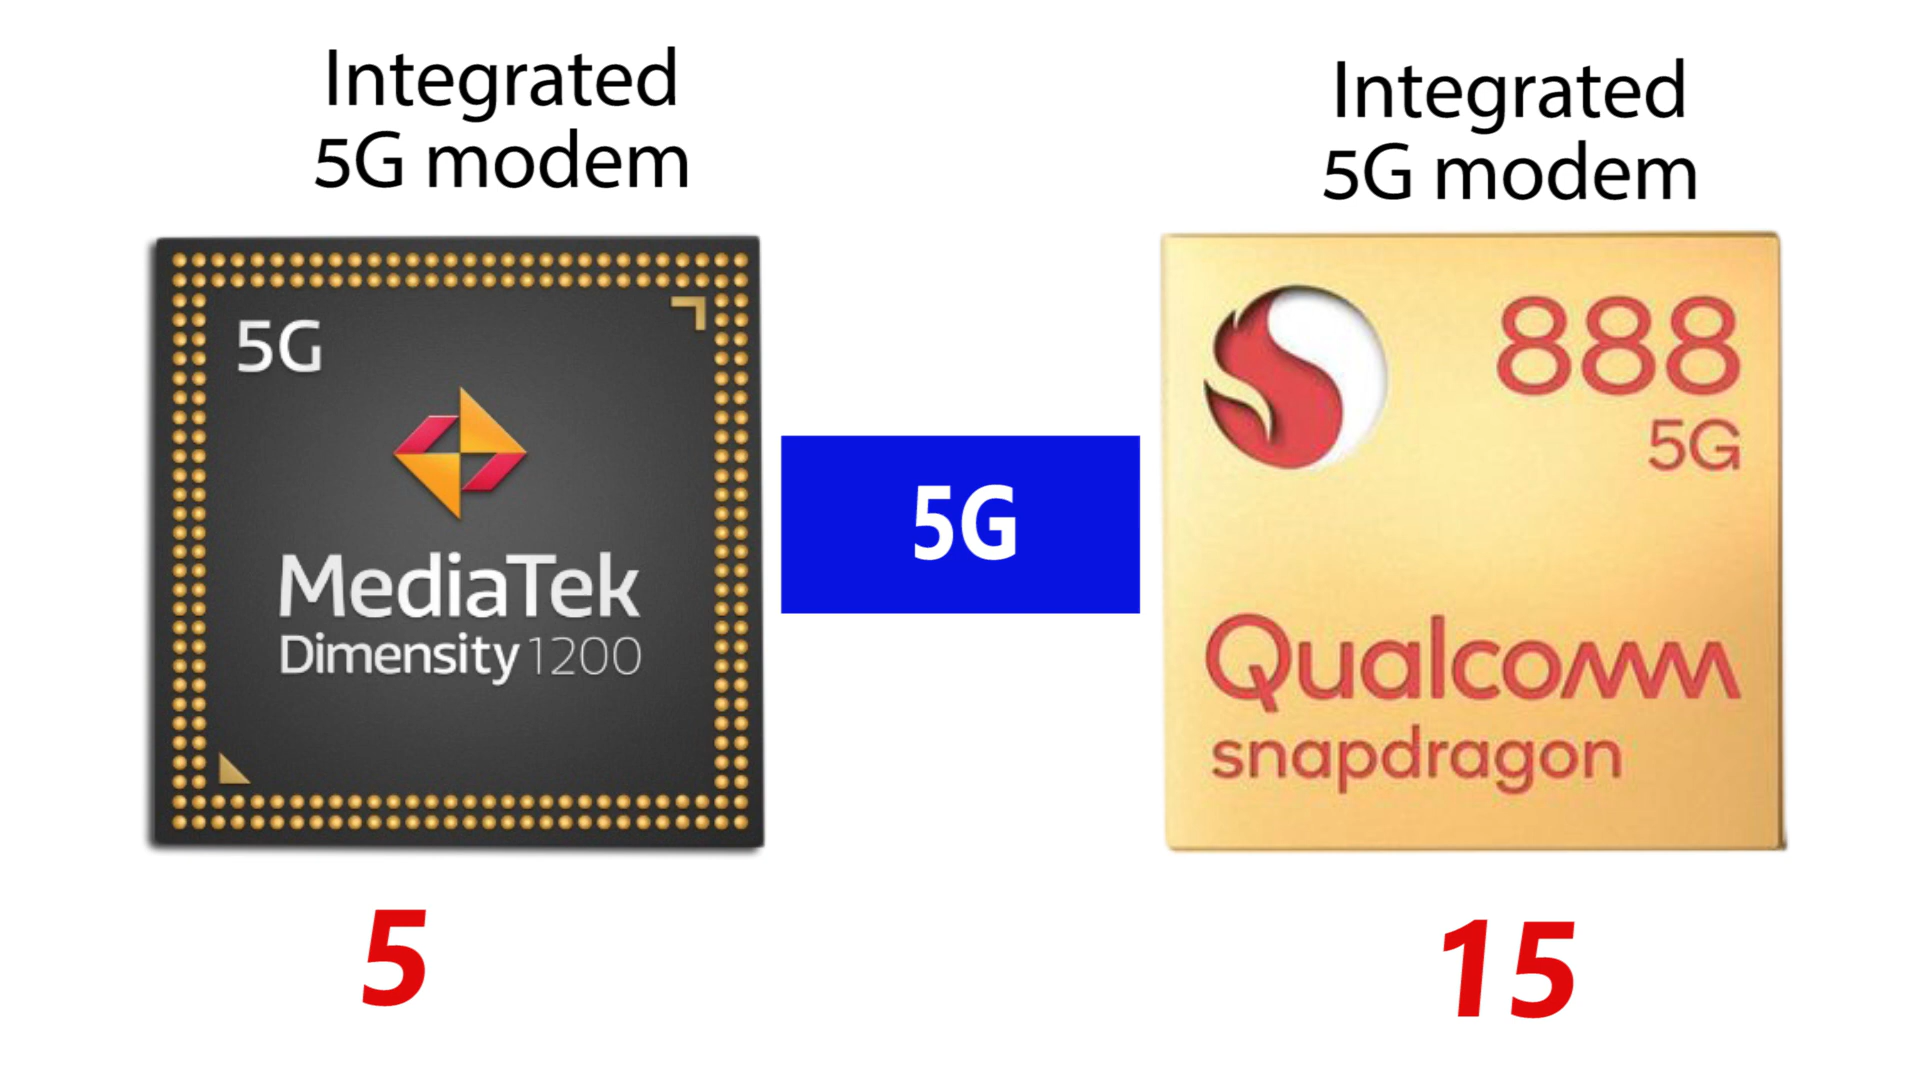 Integrated
5G modem
5G
MediaTek
Dimensity 1200
5
5G
Integrated
5G modem
888
5G
Qualcomm
snapdragon
15